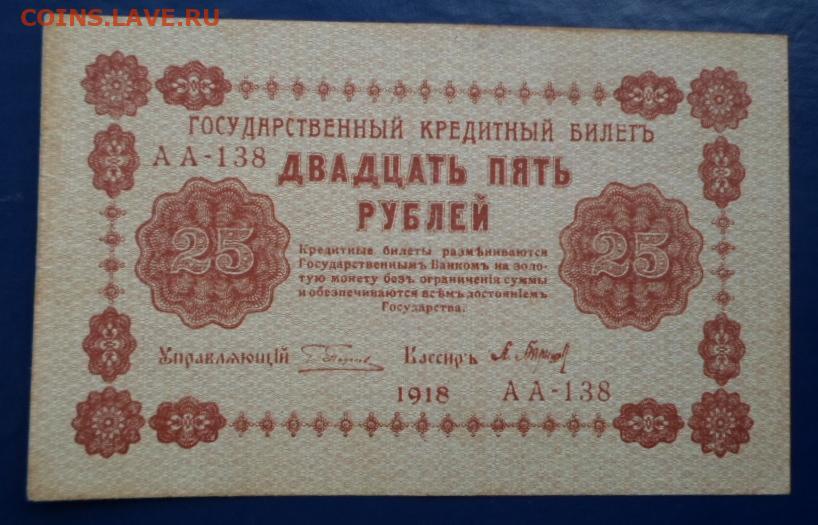 COINS.LAVE.RU
ГОСУДАРСТВЕННЫЙ КРЕДИТНЫЙ БИЛЕТЪ
АА-138
ДВАДЦАТЬ ПЯТЬ
РУБЛЕЙ
25
25
Кредитные билеты размѣниваются
Государственнымъ Банкомъ на золо-
тую монету безъ ограниченія суммы
и обезпечиваются всѣмъ достояніемъ
Государства.
Управляющій
Кассиръ
1918
АА-138